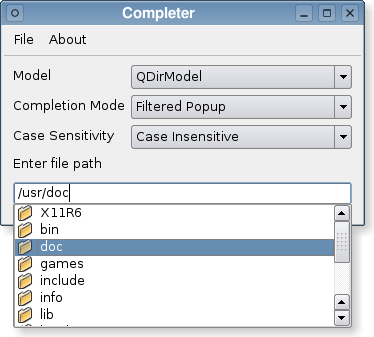 Completer
File About
Model QDirModel
Completion Mode Filtered Popup
Case Sensitivity Case Insensitive
Enter file path
/usr/doc
X11R6
bin
doc
games
include
info
lib